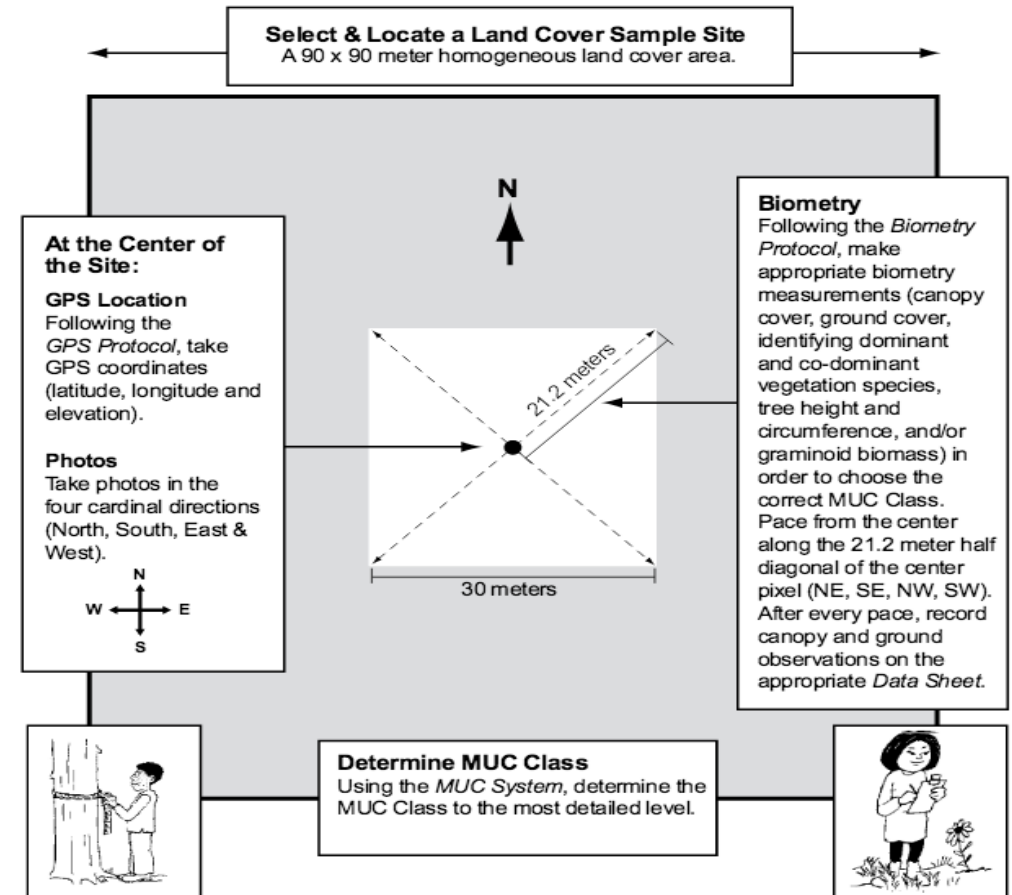 Select & Locate a Land Cover Sample Site
A 90 x 90 meter homogeneous land cover area.
N
At the Center of
the Site:
GPS Location
Following the
GPS Protocol, take
GPS coordinates
(latitude, longitude and
elevation).
Photos
Take photos in the
four cardinal directions
(North, South, East &
West).
N
W E
S
21.2 meters
30 meters
Biometry
Following the Biometry
Protocol, make
appropriate biometry
measurements (canopy
cover, ground cover,
identifying dominant
and co-dominant
vegetation species,
tree height and
circumference, and/or
graminoid biomass) in
order to choose the
correct MUC Class.
Pace from the center
along the 21.2 meter half
diagonal of the center
pixel (NE, SE, NW, SW).
After every pace, record
canopy and ground
observations on the
appropriate Data Sheet.
Determine MUC Class
Using the MUC System, determine the
MUC Class to the most detailed level.